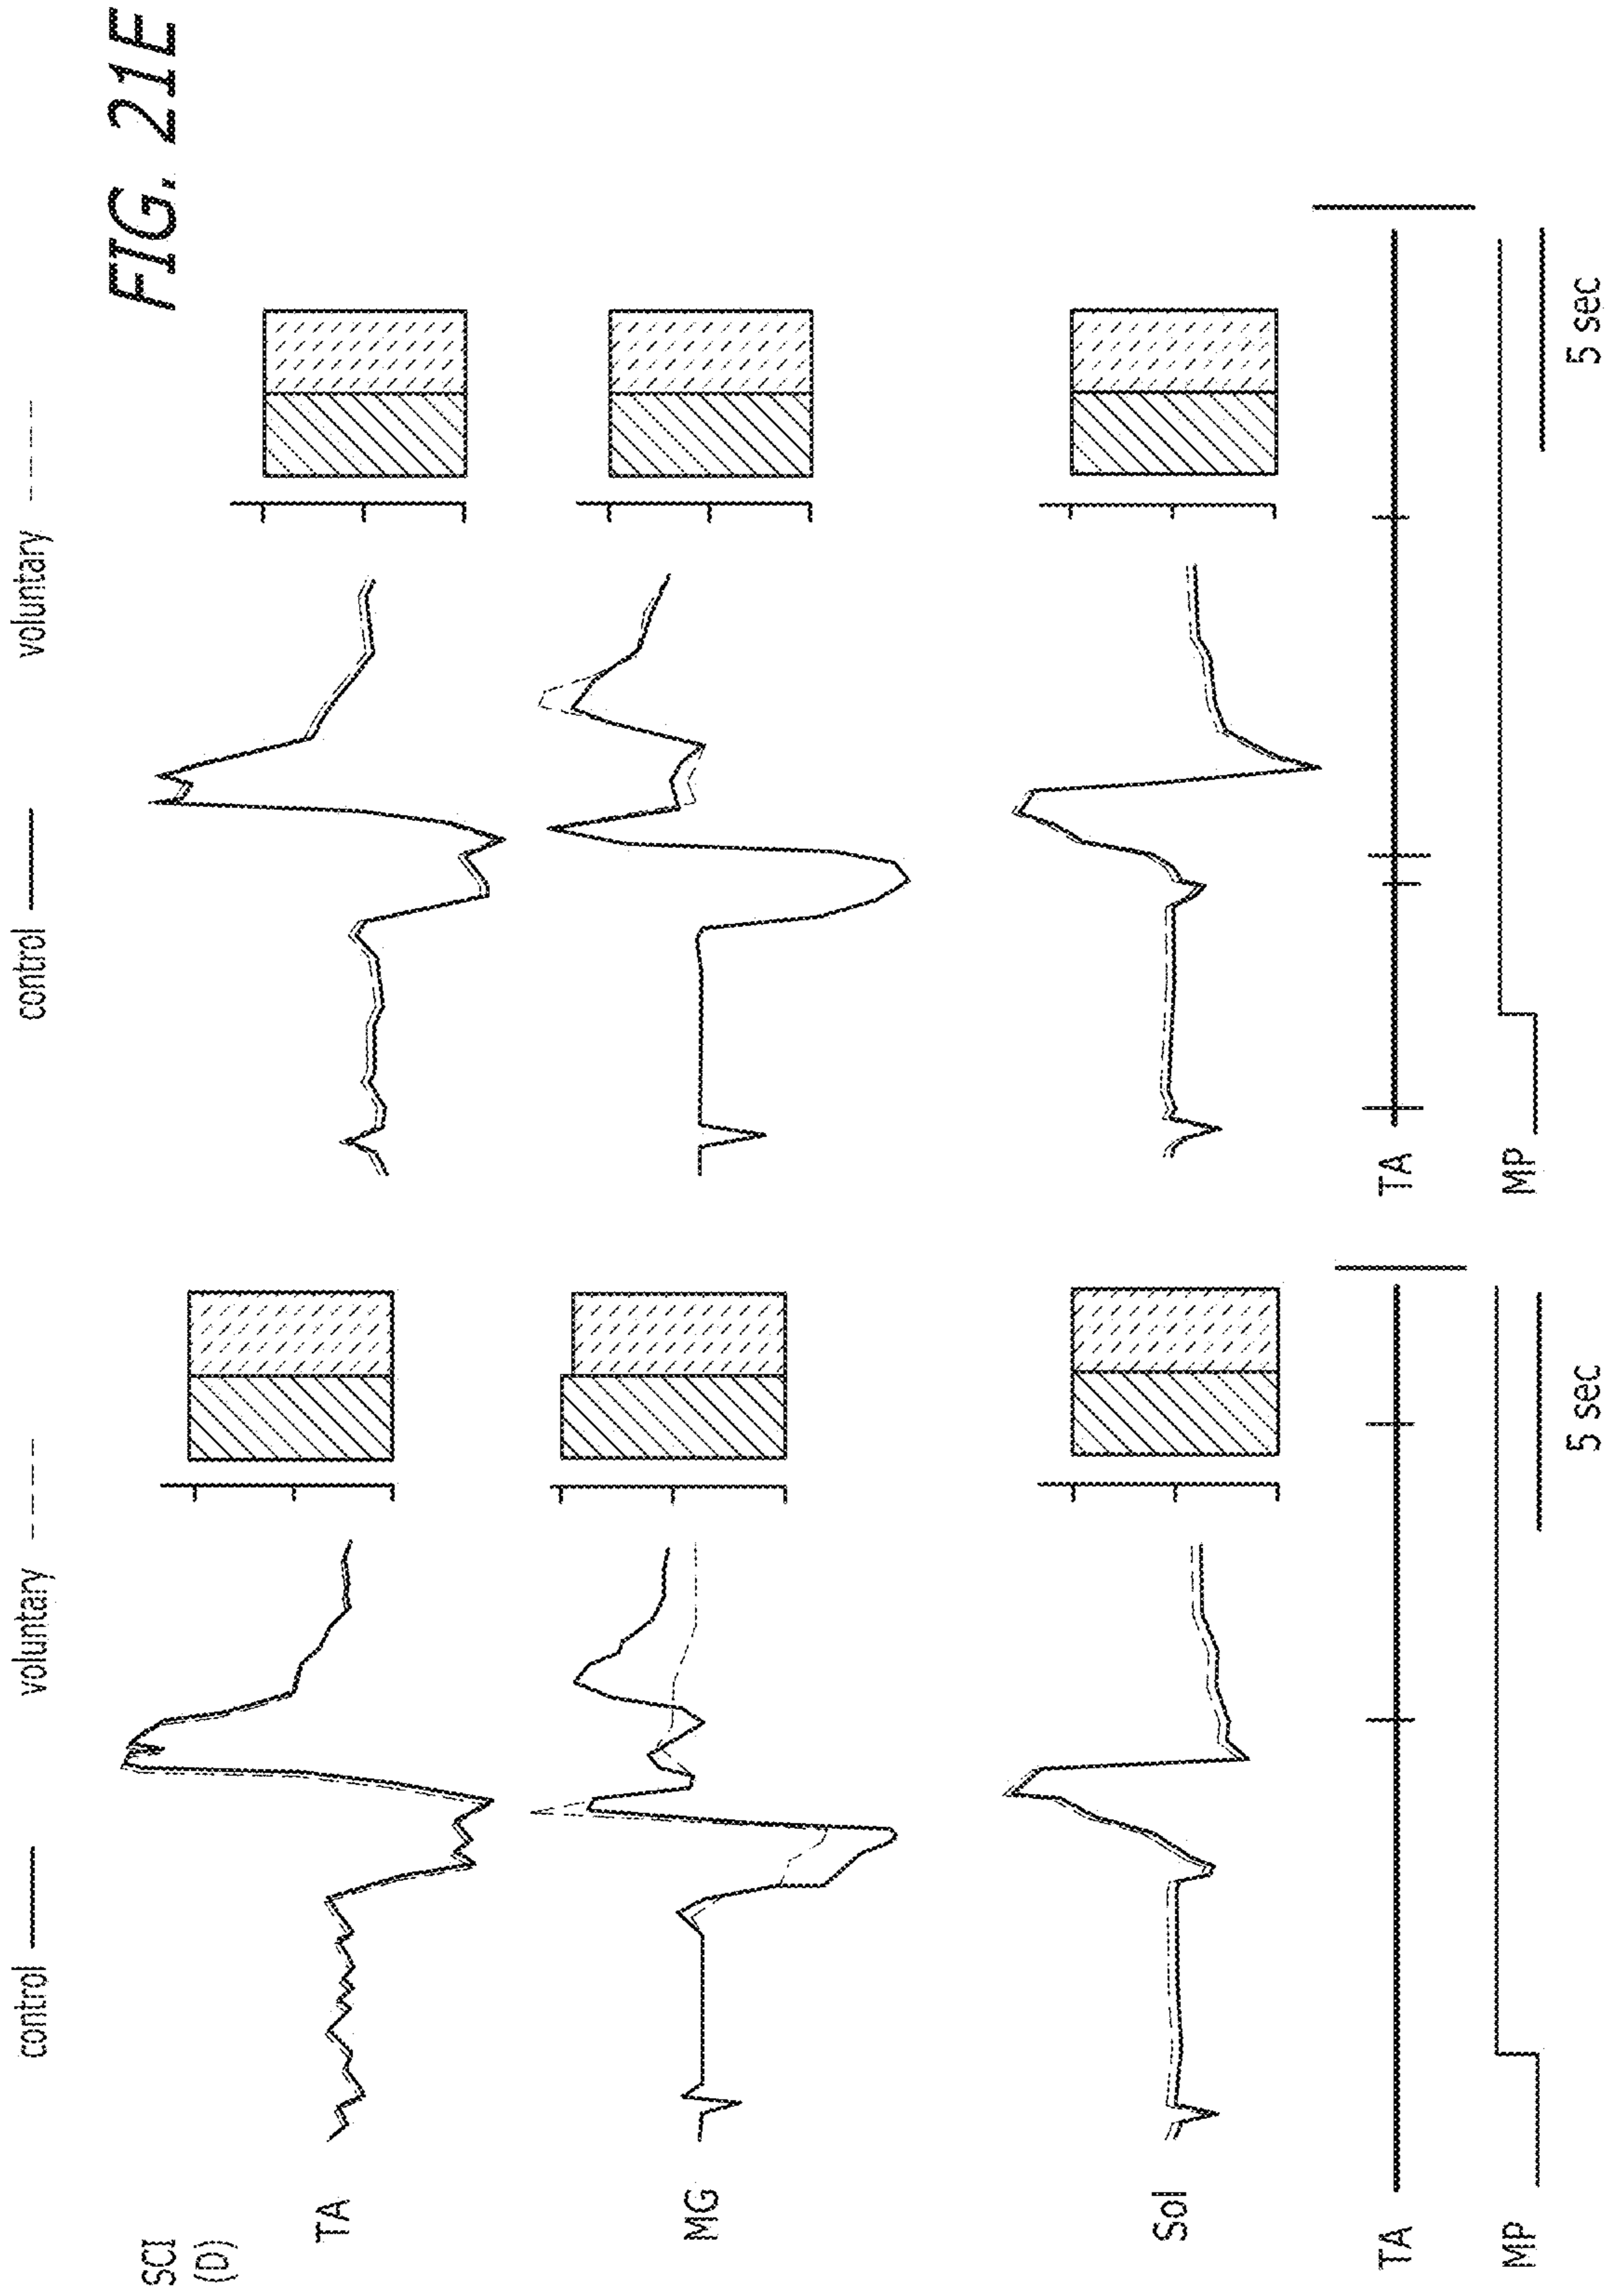 FIG. 21E
control voluntary control voluntary
SCI
(D)
TA
MG
Sol
TA TA
MP MP
5 sec 5 sec